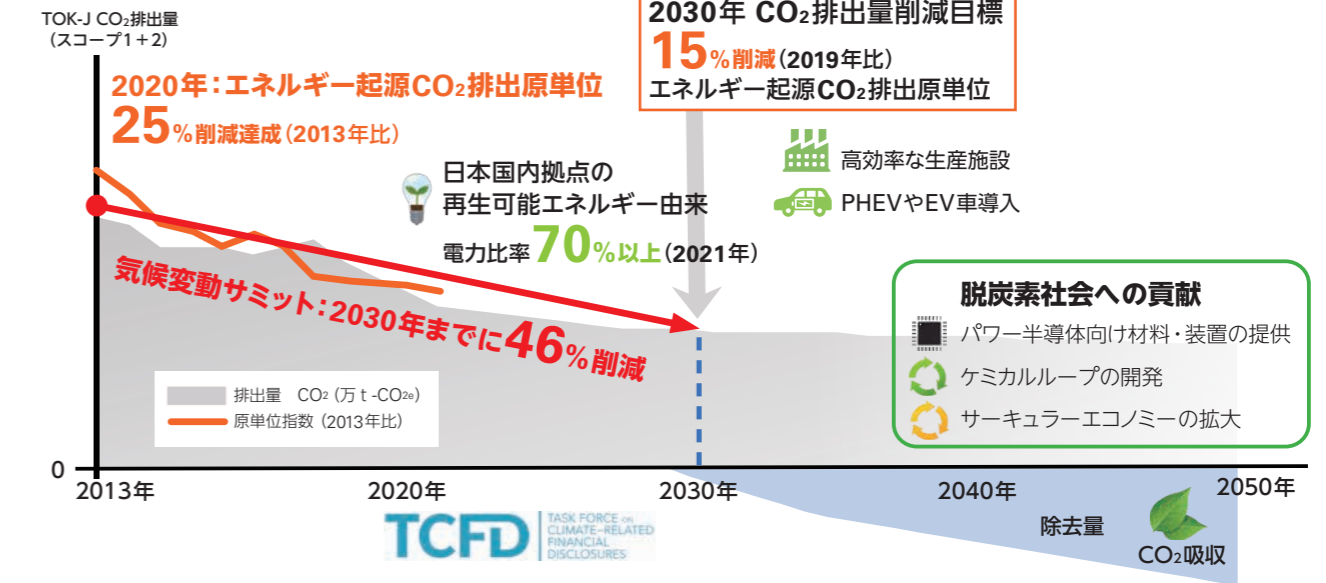 TOK-J CO₂排出量
（スコープ1＋2）
2030年 CO₂排出量削減目標
15%削減（2019年比）
エネルギー起源CO₂排出原単位
2020年：エネルギー起源CO₂排出原単位
25%削減達成（2013年比）
日本国内拠点の
再生可能エネルギー由来
電力比率70%以上（2021年）
高効率な生産施設
PHEVやEV車導入
気候変動サミット：2030年までに46%削減
脱炭素社会への貢献
パワー半導体向け材料・装置の提供
ケミカルループの開発
サーキュラーエコノミーの拡大
排出量 CO₂（万ｔ-CO₂e）
原単位指数（2013年比）
0
2013年
2020年
2030年
2040年
2050年
除去量
CO₂吸収
TCFD
TASK FORCE ON
CLIMATE-RELATED
FINANCIAL
DISCLOSURES